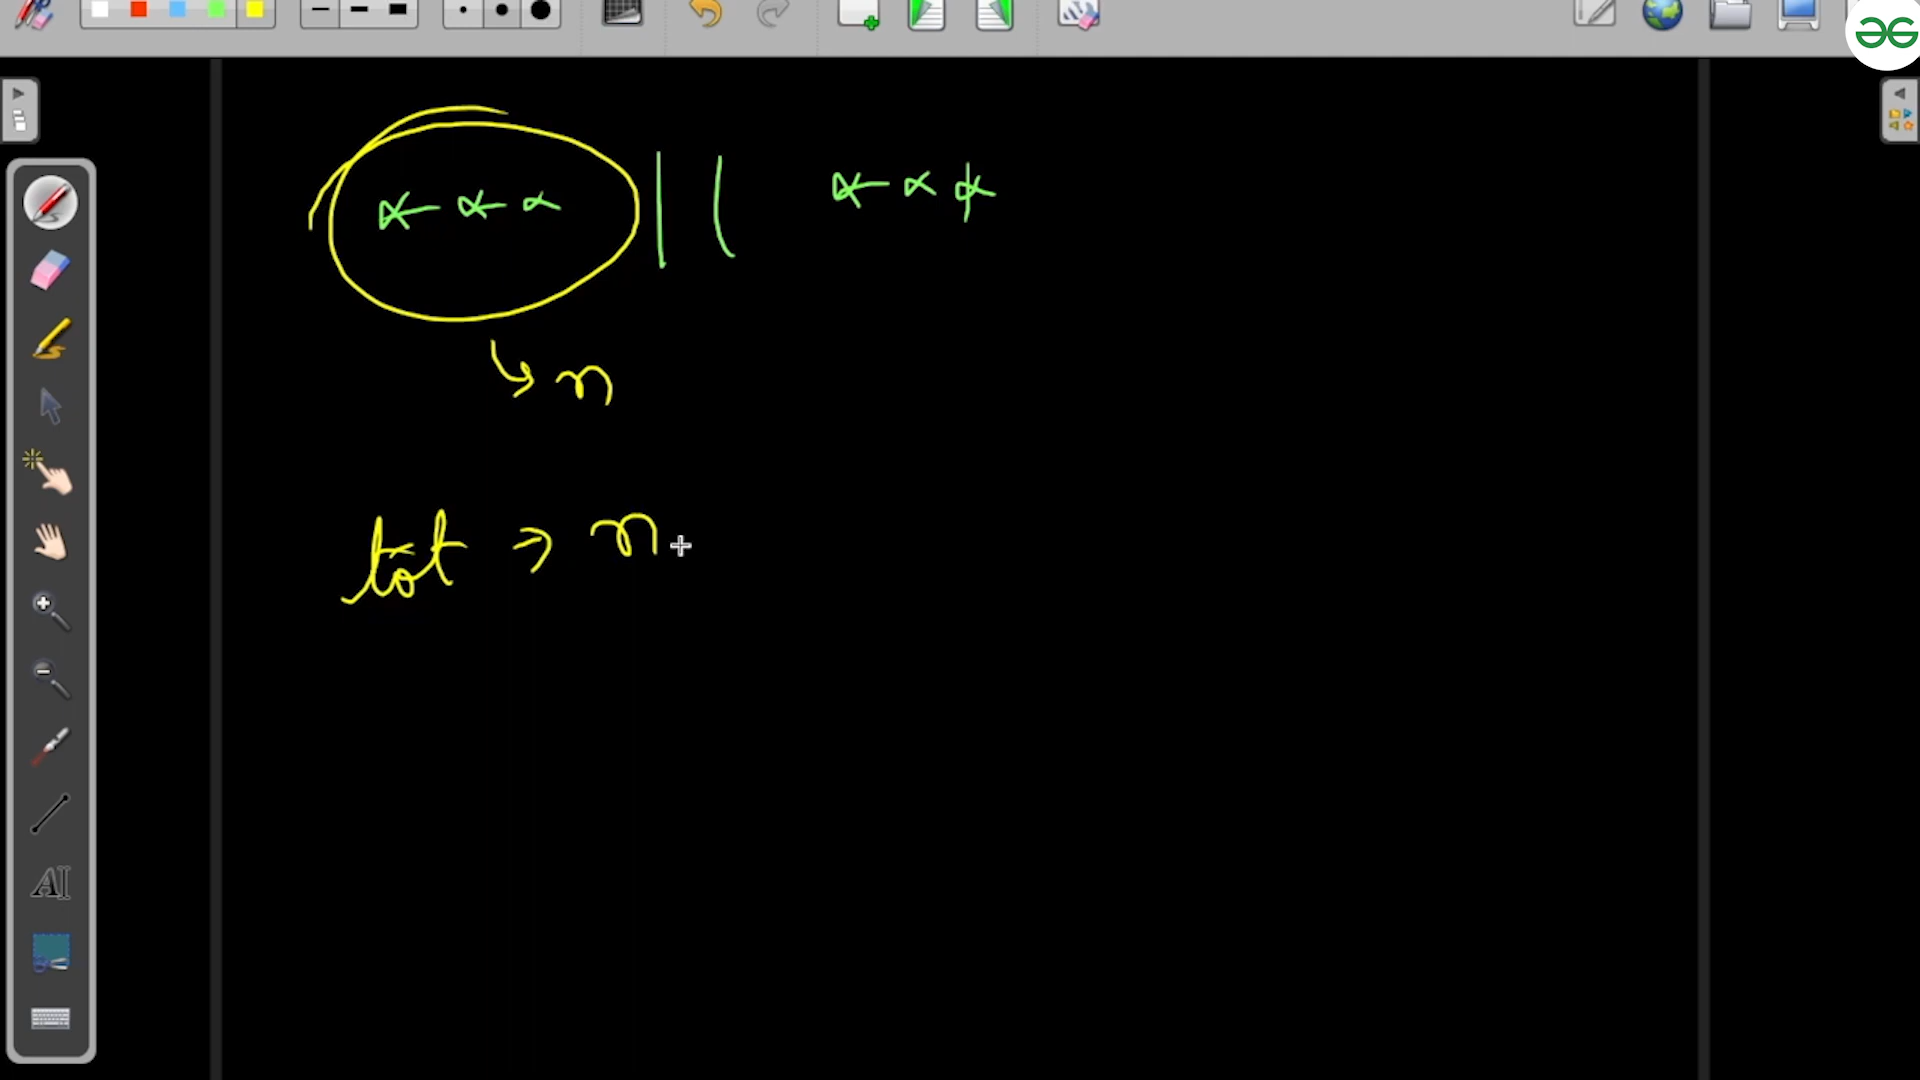 * * * | | * * *
↳ n
tot → n